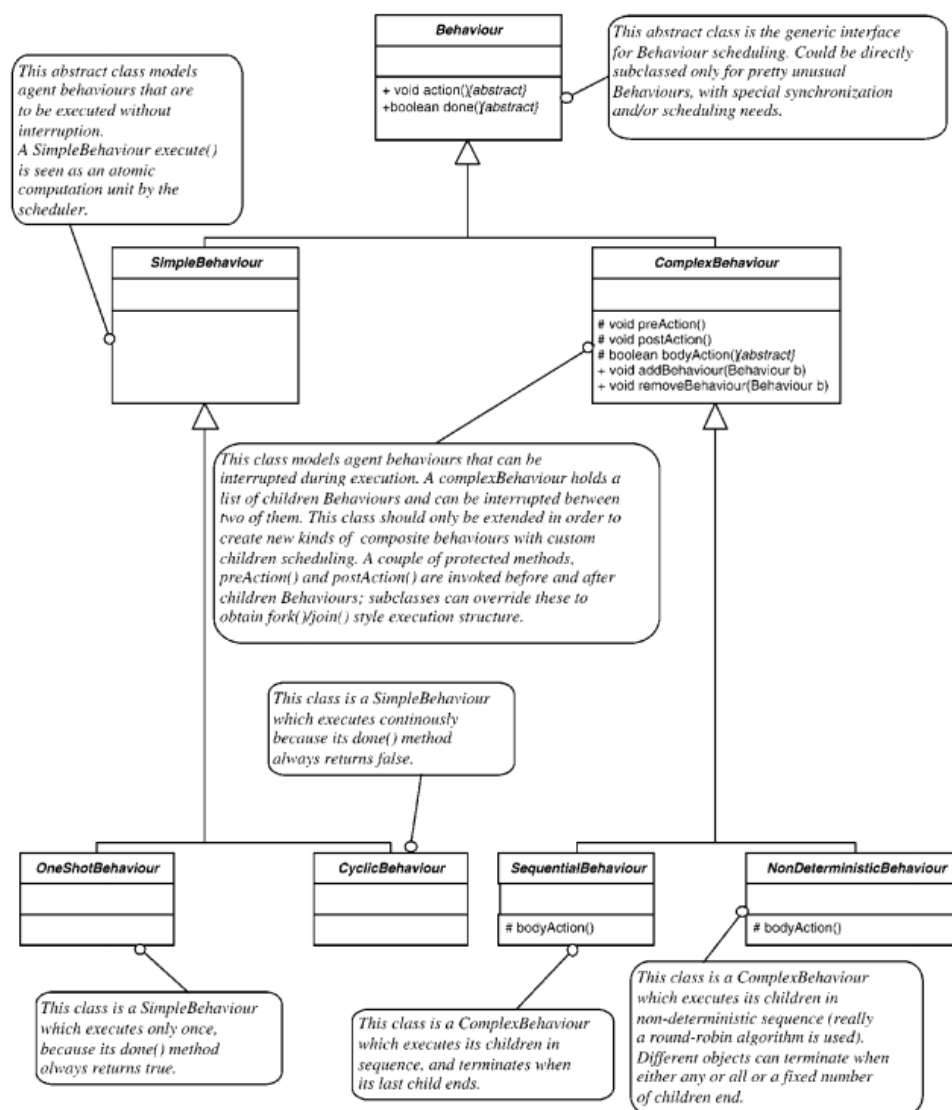 Behaviour
+ void action(){abstract}
+boolean done(){abstract}
This abstract class is the generic interface
for Behaviour scheduling. Could be directly
subclassed only for pretty unusual
Behaviours, with special synchronization
and/or scheduling needs.
This abstract class models
agent behaviours that are
to be executed without
interruption.
A SimpleBehaviour execute()
is seen as an atomic
computation unit by the
scheduler.
SimpleBehaviour
ComplexBehaviour
# void preAction()
# void postAction()
# boolean bodyAction(){abstract}
+ void addBehaviour(Behaviour b)
+ void removeBehaviour(Behaviour b)
This class models agent behaviours that can be
interrupted during execution. A complexBehaviour holds a
list of children Behaviours and can be interrupted between
two of them. This class should only be extended in order to
create new kinds of composite behaviours with custom
children scheduling. A couple of protected methods,
preAction() and postAction() are invoked before and after
children Behaviours; subclasses can override these to
obtain fork()/join() style execution structure.
This class is a SimpleBehaviour
which executes continously
because its done() method
always returns false.
OneShotBehaviour
CyclicBehaviour
SequentialBehaviour
# bodyAction()
NonDeterministicBehaviour
# bodyAction()
This class is a SimpleBehaviour
which executes only once,
because its done() method
always returns true.
This class is a ComplexBehaviour
which executes its children in
sequence, and terminates when
its last child ends.
This class is a ComplexBehaviour
which executes its children in
non-deterministic sequence (really
a round-robin algorithm is used).
Different objects can terminate when
either any or all or a fixed number
of children end.